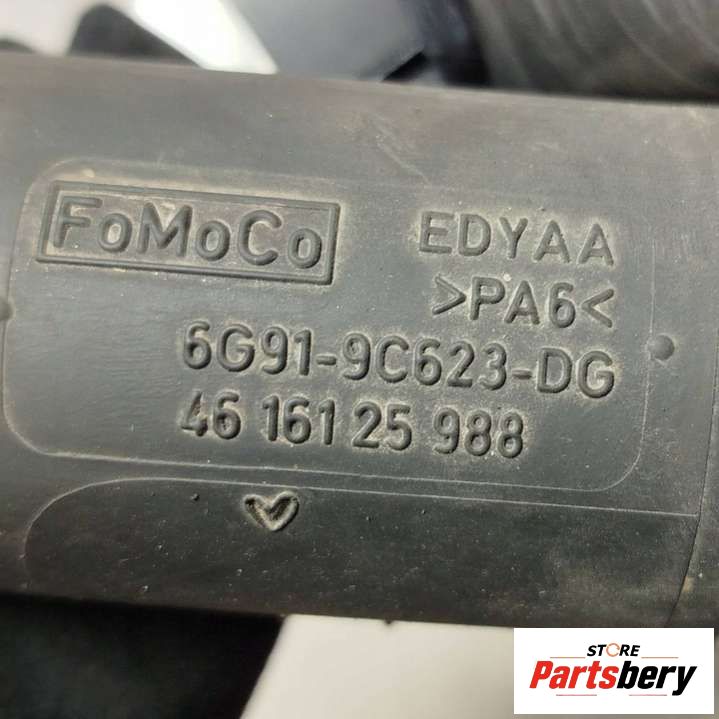 FoMoCo EDYAA
>PA6<
6G91-9C623-DG
46 161 25 988
STORE
Partsbery